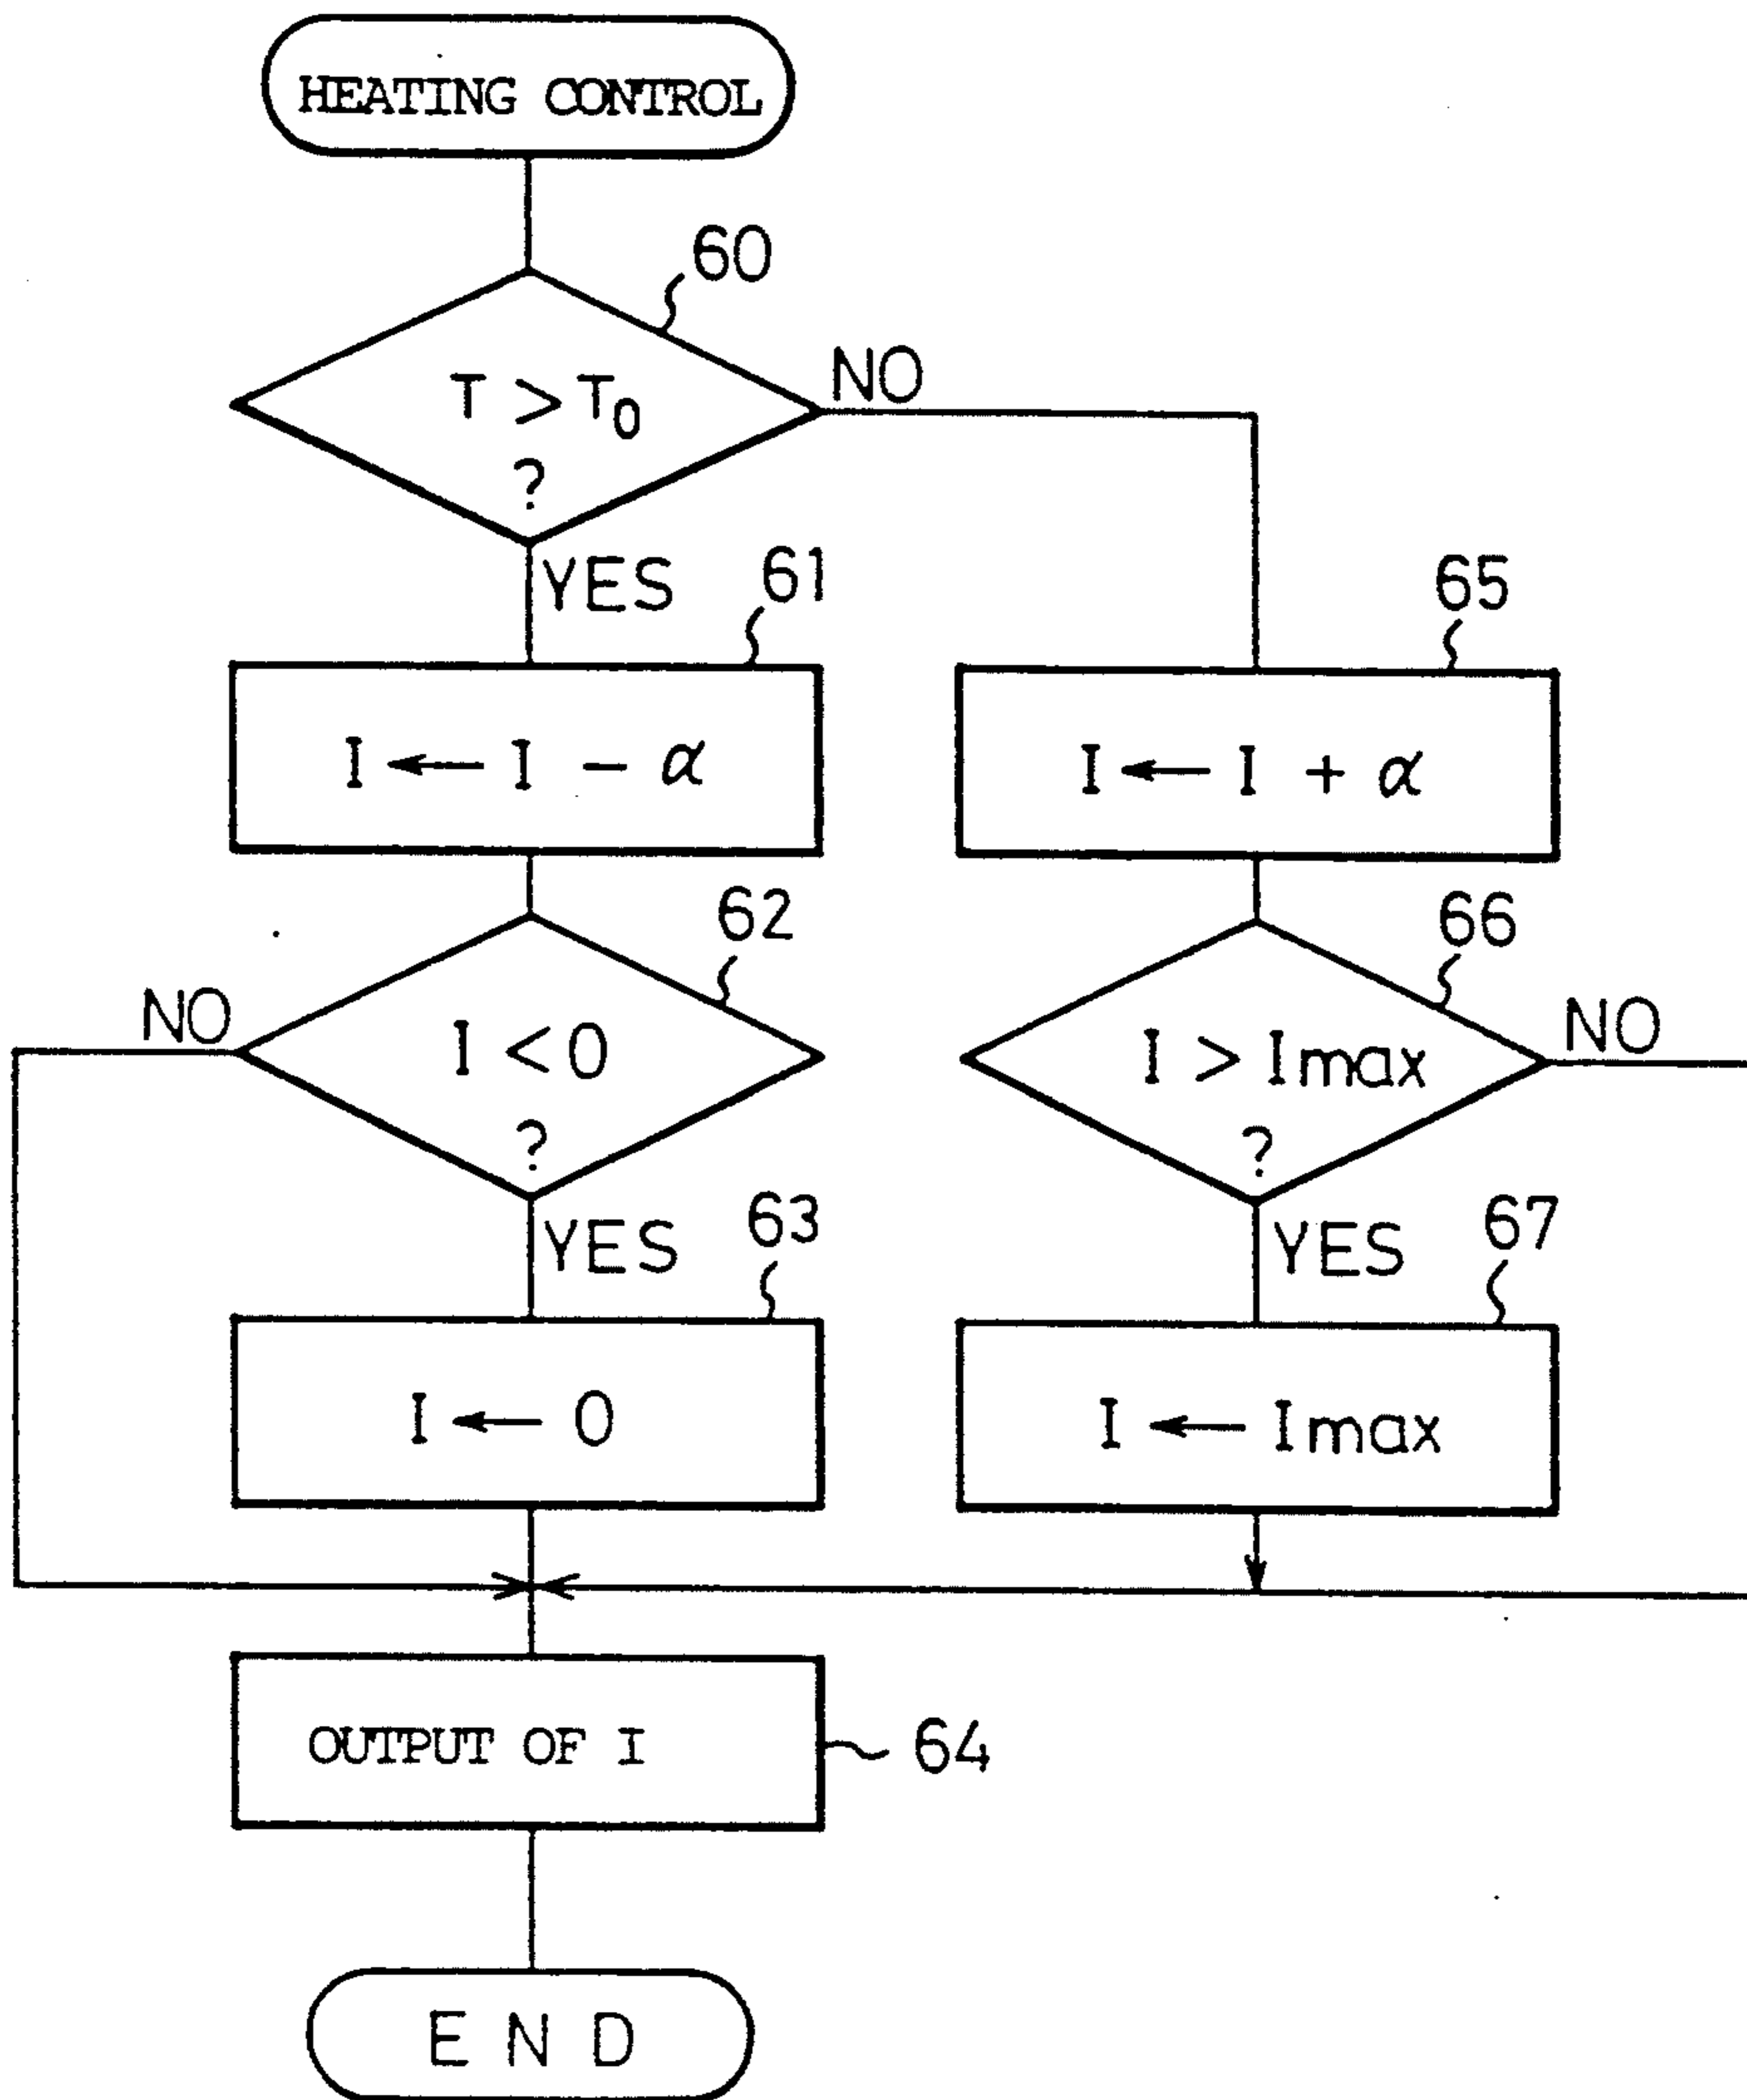 HEATING CONTROL
60
T > T₀
?
NO
YES
61
I ← I - α
65
I ← I + α
62
I < 0
?
NO
YES
66
I > Imax
?
NO
YES
63
I ← 0
67
I ← Imax
OUTPUT OF I
64
END